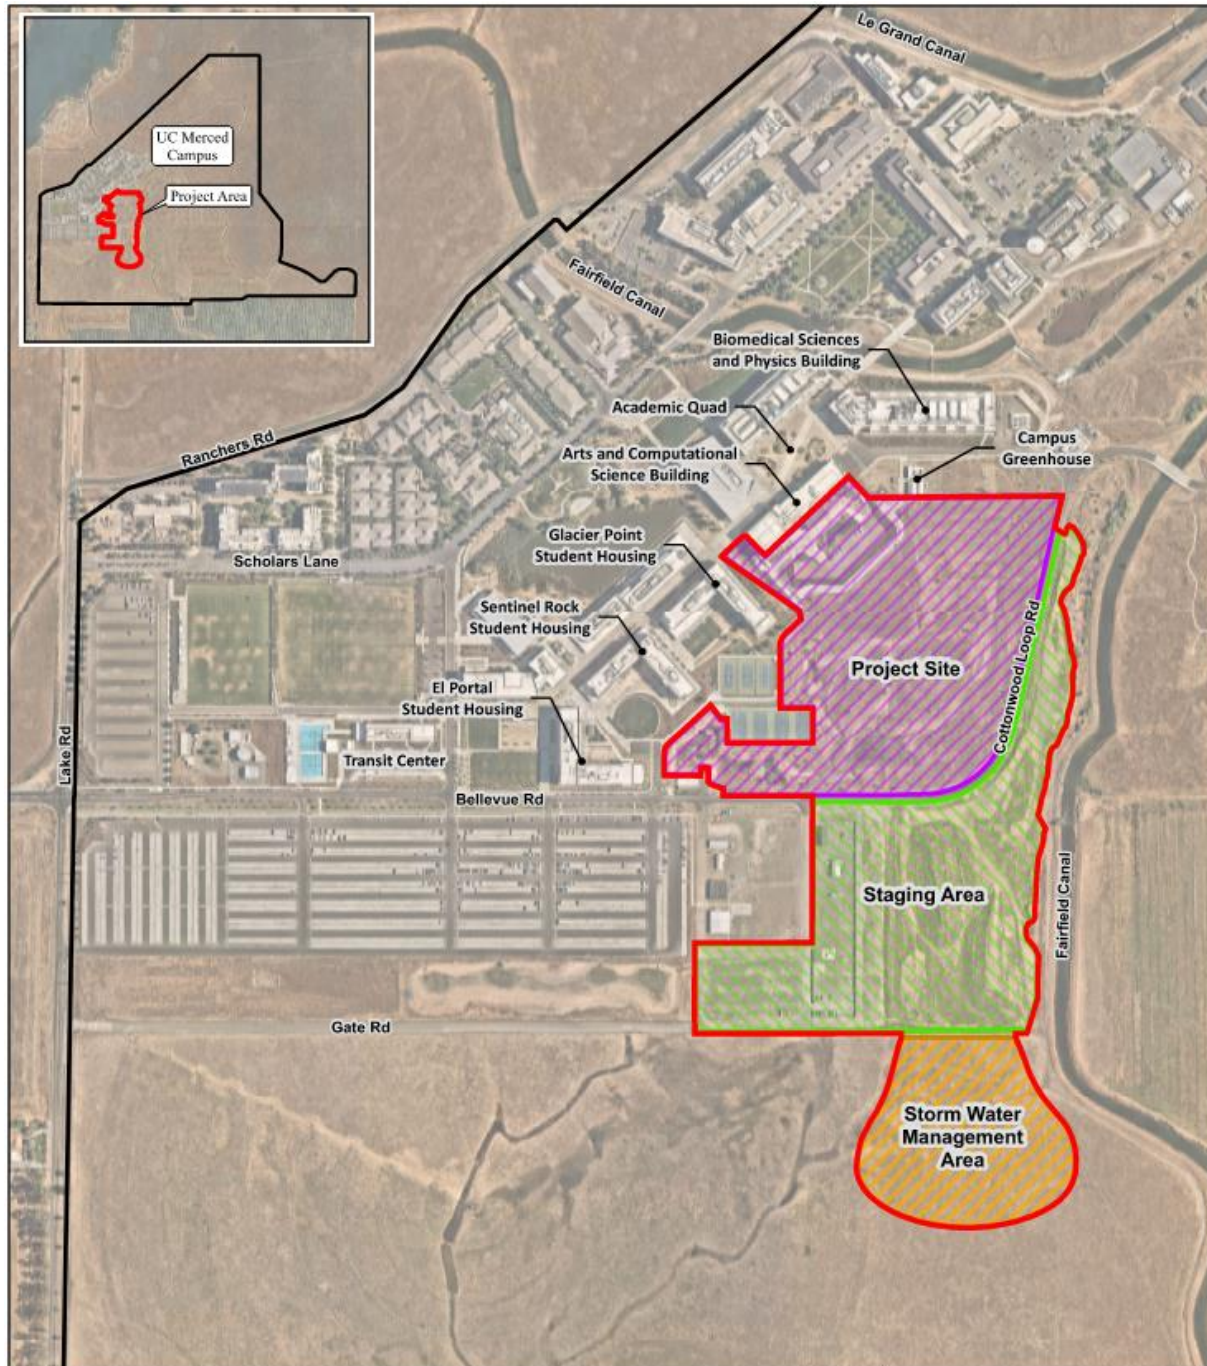 UC Merced
Campus
Project Area
Le Grand Canal
Fairfield Canal
Biomedical Sciences
and Physics Building
Academic Quad
Arts and Computational
Science Building
Campus
Greenhouse
Ranchers Rd
Glacier Point
Student Housing
Scholars Lane
Sentinel Rock
Student Housing
Project Site
Cottonwood Loop Rd
El Portal
Student Housing
Lake Rd
Transit Center
Bellevue Rd
Staging Area
Fairfield Canal
Gate Rd
Storm Water
Management
Area